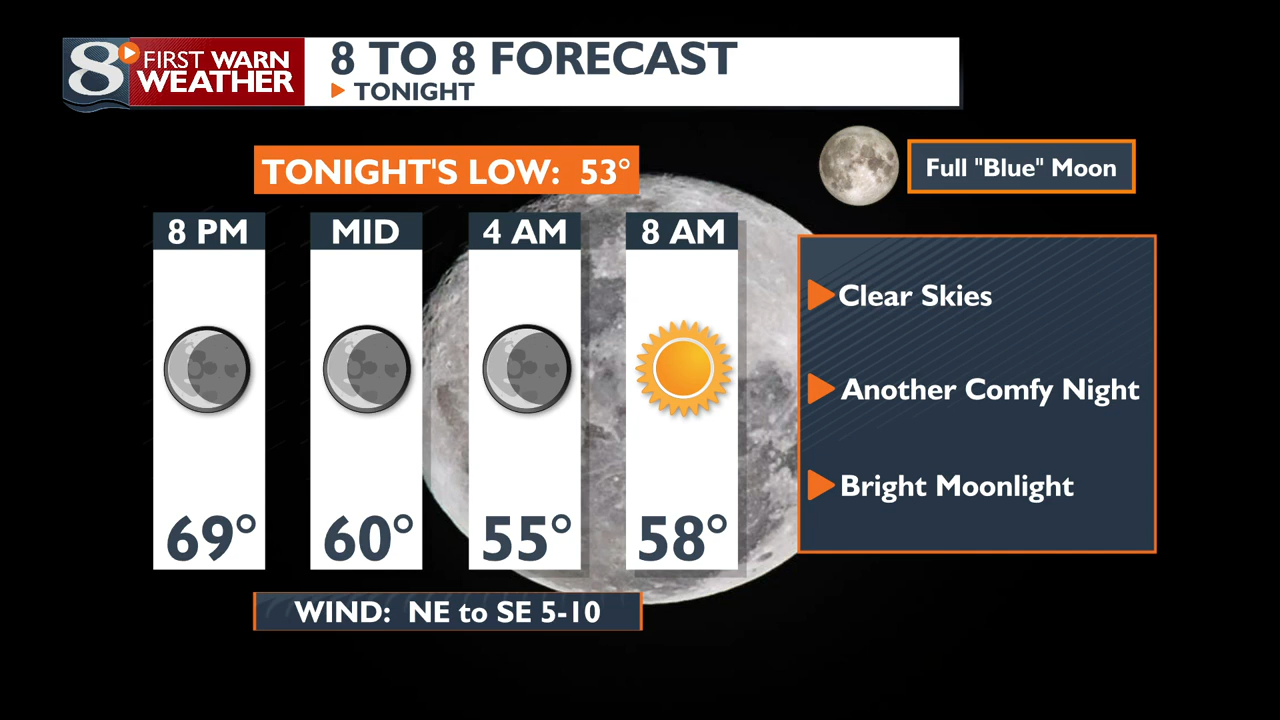 8 FIRST WARN
WEATHER
8 TO 8 FORECAST
TONIGHT
TONIGHT'S LOW: 53°
Full "Blue" Moon
8 PM
MID
4 AM
8 AM
69°
60°
55°
58°
Clear Skies
Another Comfy Night
Bright Moonlight
WIND: NE to SE 5-10